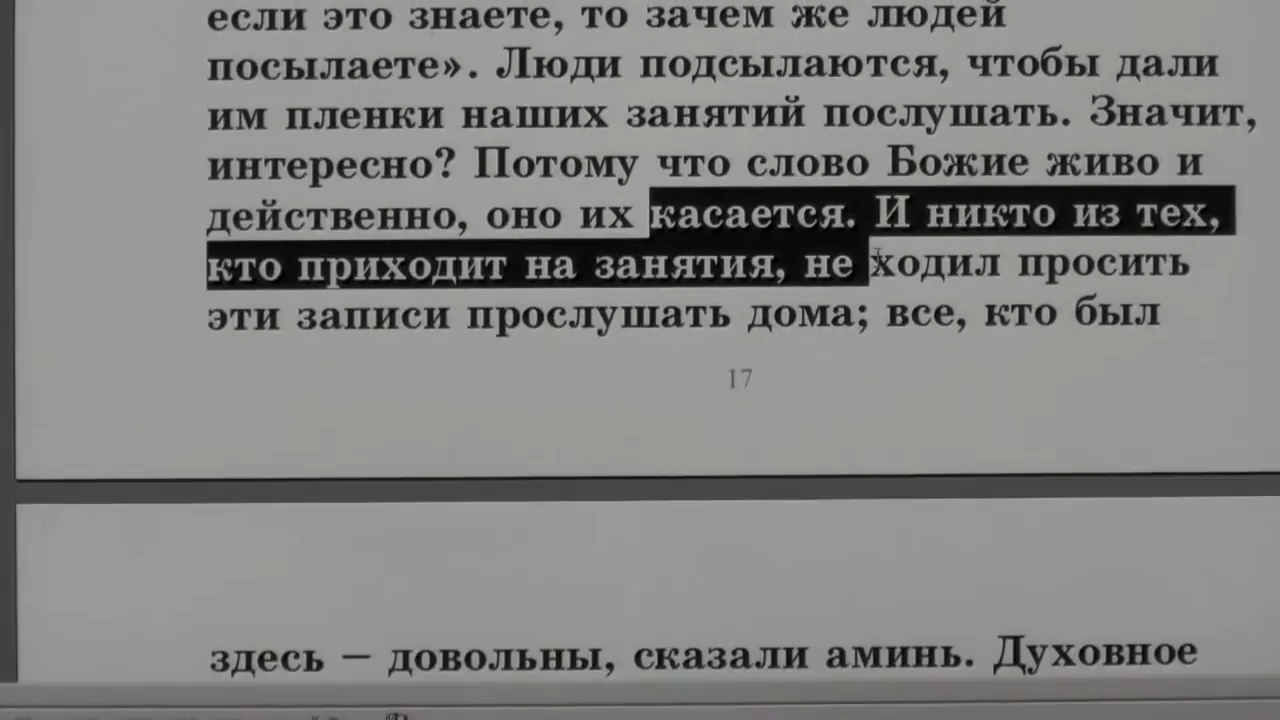 если это знаете, то зачем же людей
посылаете». Люди подсылаются, чтобы дали
им пленки наших занятий послушать. Значит,
интересно? Потому что слово Божие живо и
действенно, оно их касается. И никто из тех,
кто приходит на занятия, не ходил просить
эти записи прослушать дома; все, кто был
17
здесь – довольны, сказали аминь. Духовное